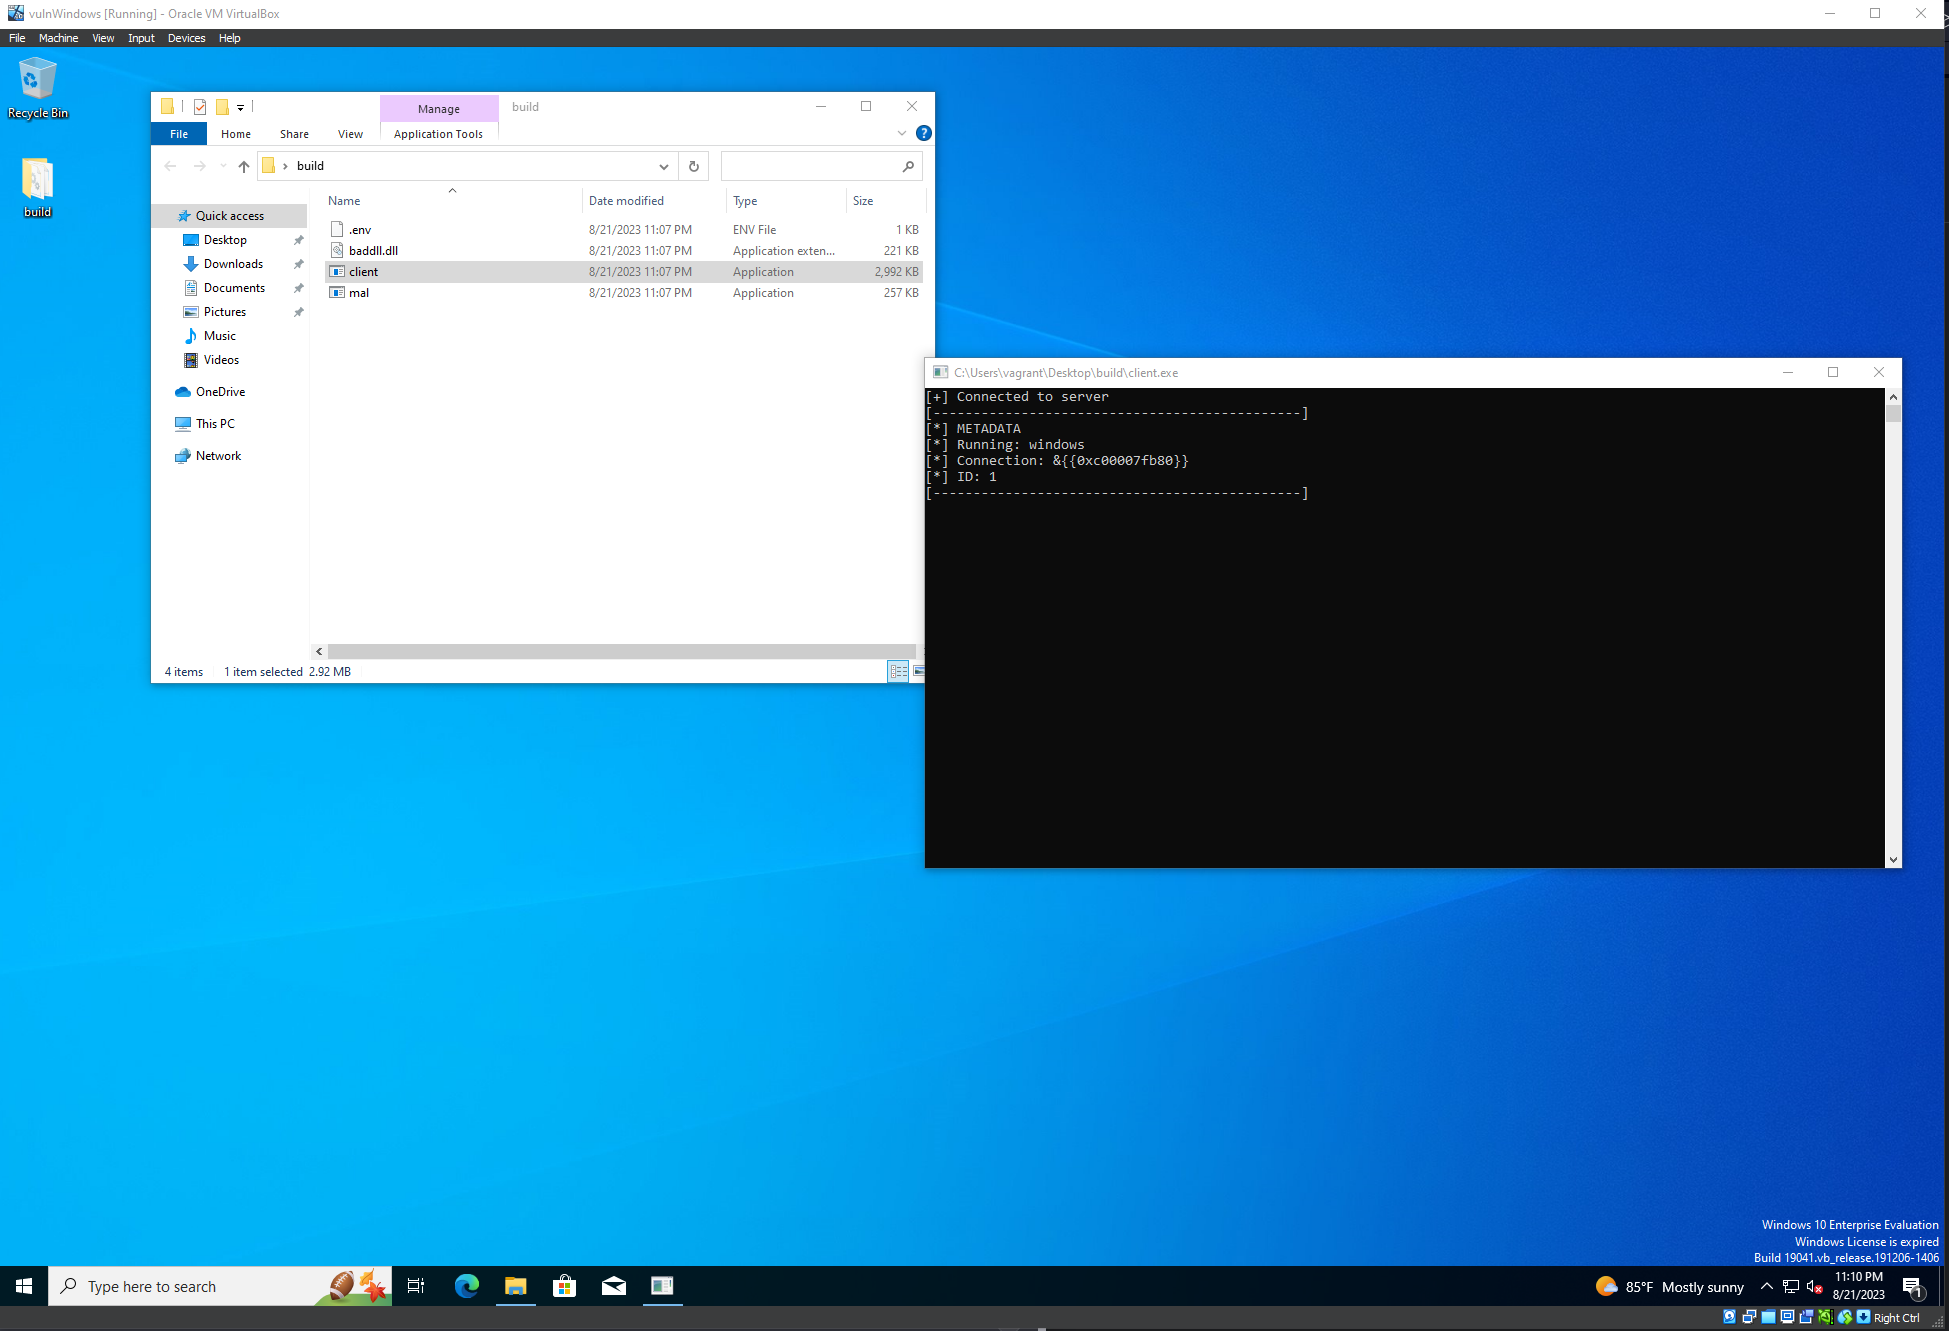 vulnWindows [Running] - Oracle VM VirtualBox
File Machine View Input Devices Help
Recycle Bin
build
Manage build
File Home Share View Application Tools
build
Name Date modified Type Size
.env 8/21/2023 11:07 PM ENV File 1 KB
baddll.dll 8/21/2023 11:07 PM Application exten... 221 KB
client 8/21/2023 11:07 PM Application 2,992 KB
mal 8/21/2023 11:07 PM Application 257 KB
Quick access
Desktop
Downloads
Documents
Pictures
Music
Videos
OneDrive
This PC
Network
4 items 1 item selected 2.92 MB
C:\Users\vagrant\Desktop\build\client.exe
[+] Connected to server
[----------------------------------------------]
[*] METADATA
[*] Running: windows
[*] Connection: &{{0xc00007fb80}}
[*] ID: 1
[----------------------------------------------]
Windows 10 Enterprise Evaluation
Windows License is expired
Build 19041.vb_release.191206-1406
Type here to search
85°F Mostly sunny
11:10 PM
8/21/2023
1
Right Ctrl